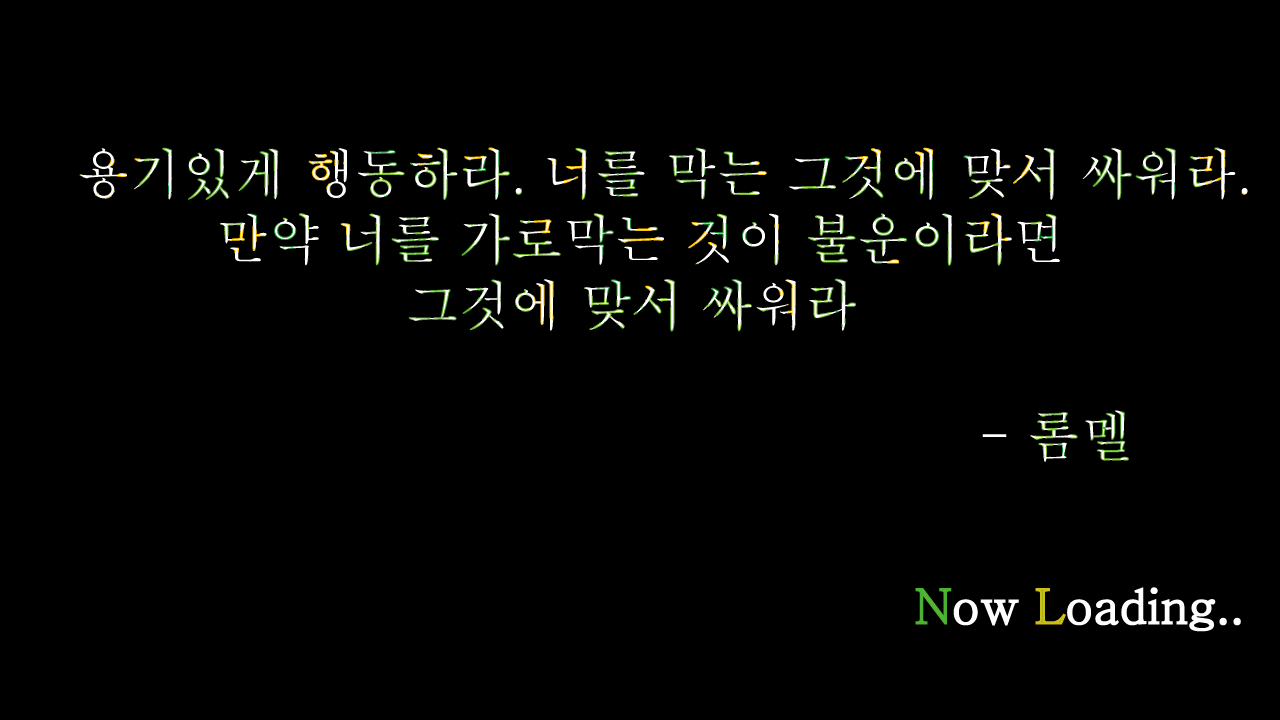 용기있게 행동하라. 너를 막는 그것에 맞서 싸워라.
만약 너를 가로막는 것이 불운이라면
그것에 맞서 싸워라
- 롬멜
Now Loading..